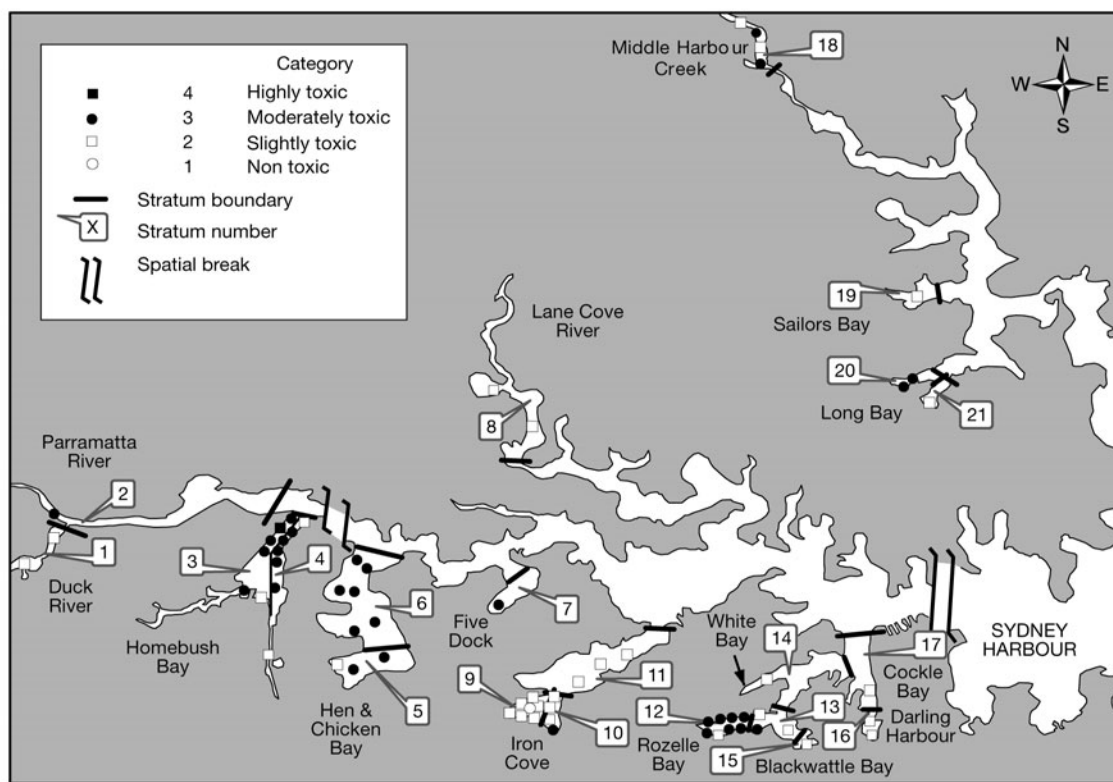 Category
4 Highly toxic
3 Moderately toxic
2 Slightly toxic
1 Non toxic
Stratum boundary
X Stratum number
Spatial break
Middle Harbour
Creek
18
N
W E
S
19
Sailors Bay
20
Long Bay
21
Lane Cove
River
8
Parramatta
River
2
1
Duck
River
3
4
Homebush
Bay
6
5
Hen &
Chicken
Bay
Five
Dock
7
9
10
11
Iron
Cove
White
Bay
14
17
Cockle
Bay
SYDNEY
HARBOUR
12
13
Rozelle
Bay
15
Blackwattle Bay
16
Darling
Harbour